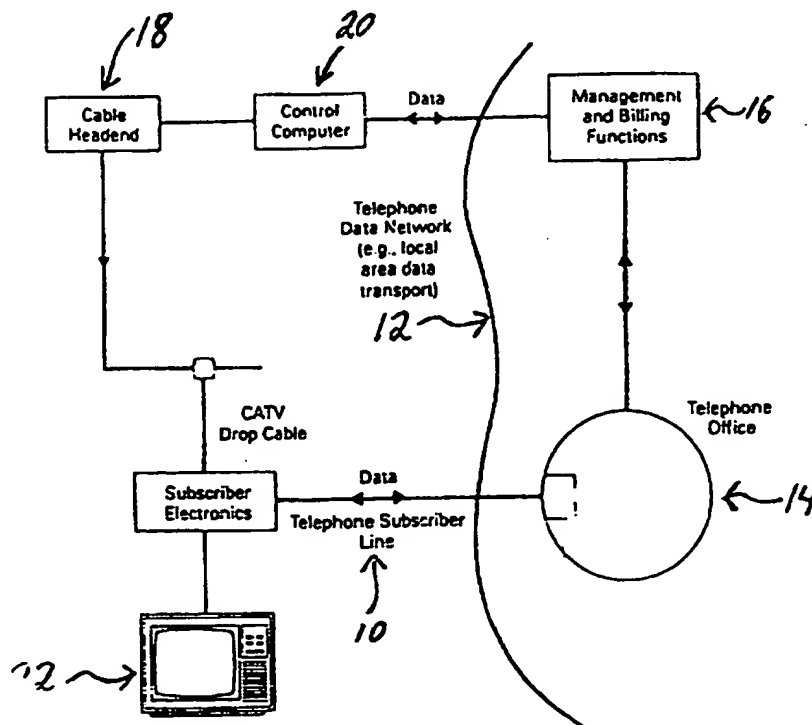 18
20
Cable
Headend
Control
Computer
Data
Management
and Billing
Functions
16
Telephone
Data Network
(e.g., local
area data
transport)
12
CATV
Drop Cable
Telephone
Office
Subscriber
Electronics
Data
Telephone Subscriber
Line
14
10